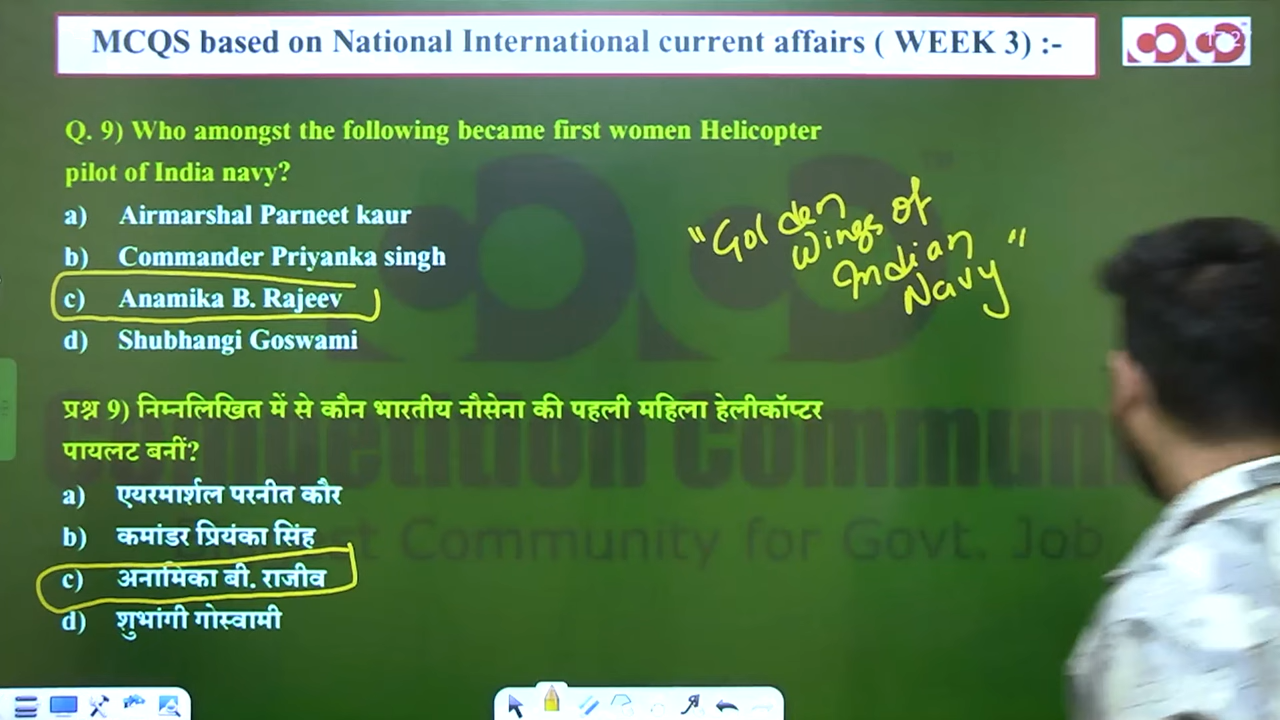 MCQS based on National International current affairs ( WEEK 3) :-
Q. 9) Who amongst the following became first women Helicopter
pilot of India navy?
a) Airmarshal Parneet kaur
b) Commander Priyanka singh
c) Anamika B. Rajeev
d) Shubhangi Goswami
"Golden
Wings of
Indian
Navy"
प्रश्न 9) निम्नलिखित में से कौन भारतीय नौसेना की पहली महिला हेलीकॉप्टर
पायलट बनीं?
a) एयरमार्शल परनीत कौर
b) कमांडर प्रियंका सिंह
c) अनामिका बी. राजीव
d) शुभांगी गोस्वामी
Competition Commun
t Community for Govt. Job